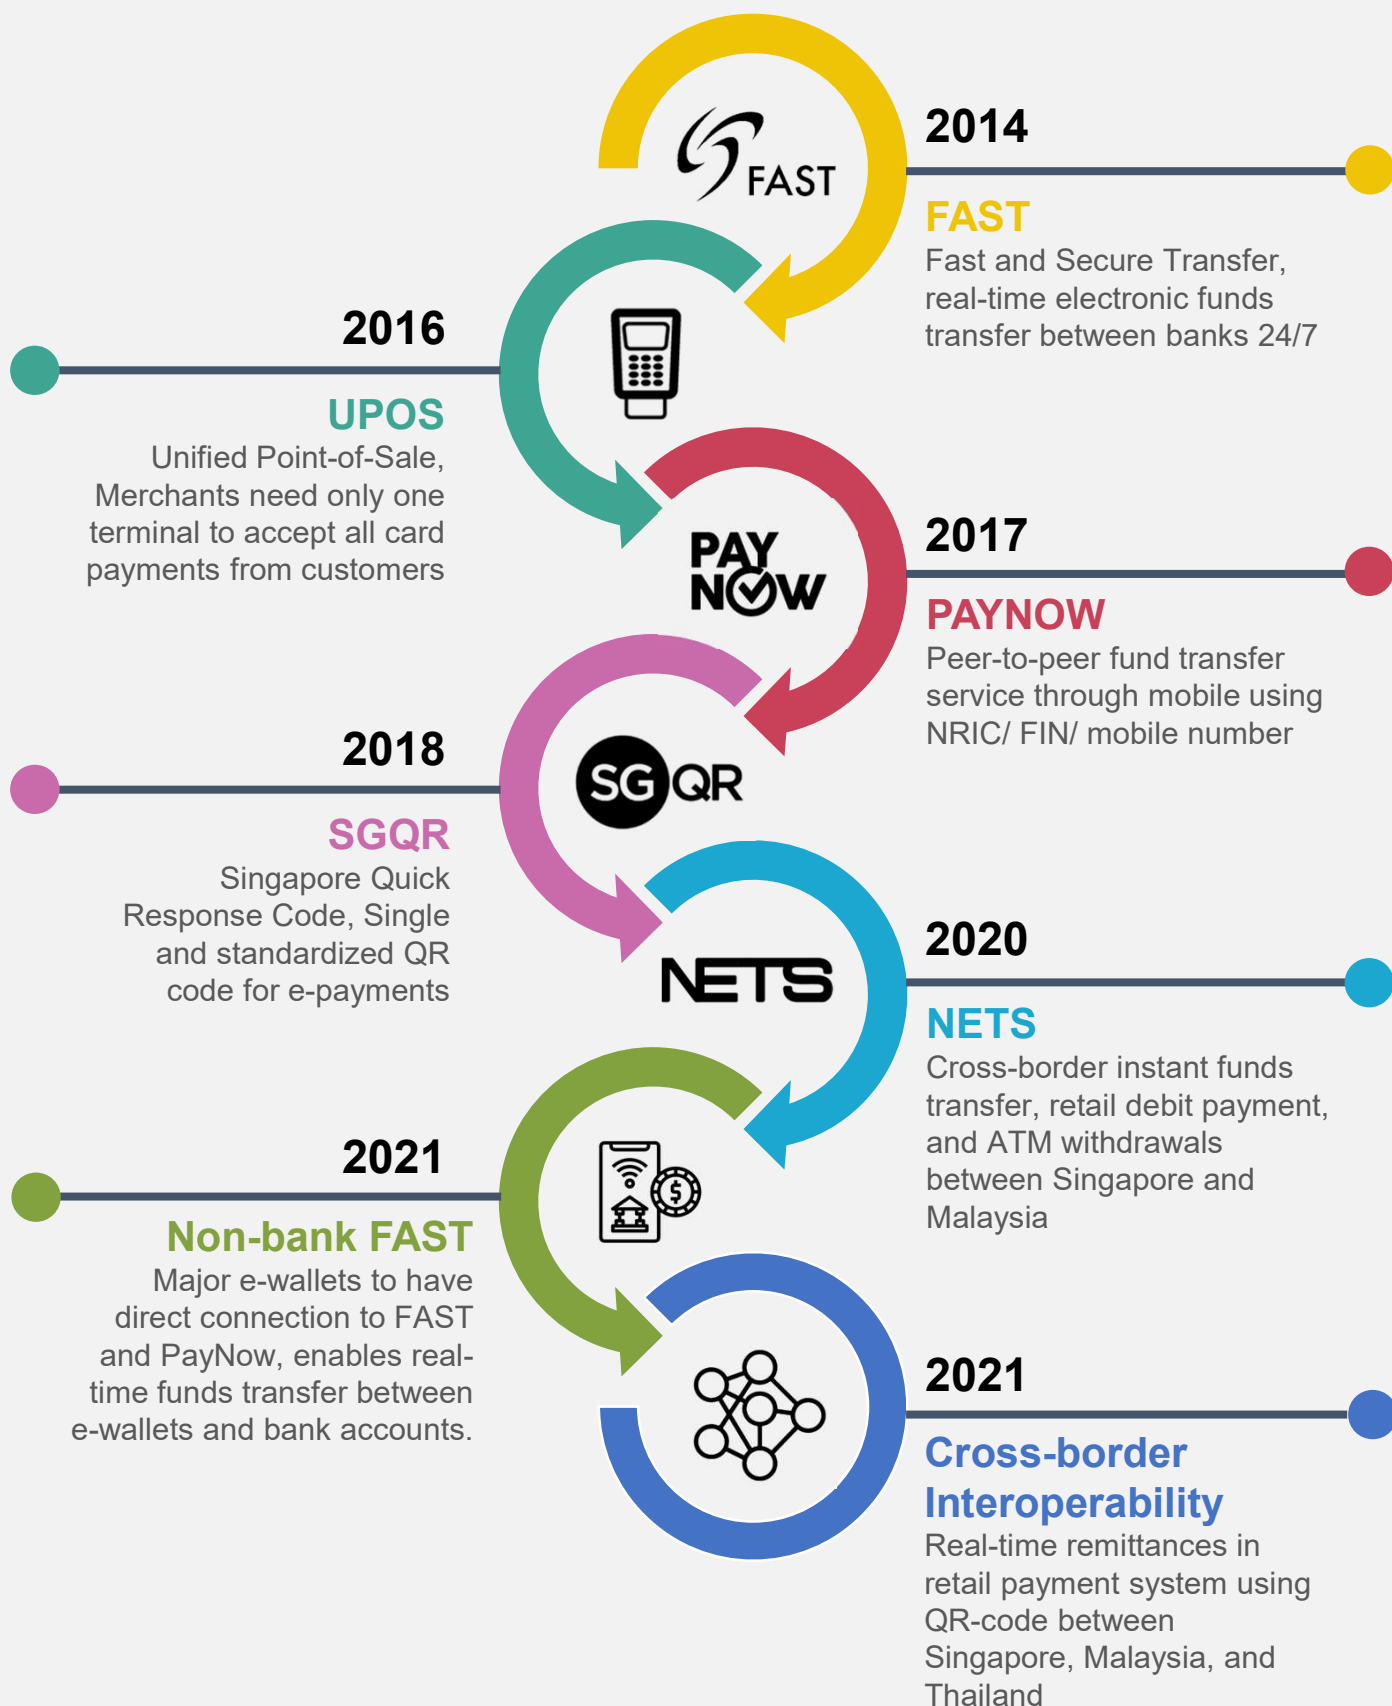 FAST
2014
FAST
Fast and Secure Transfer,
real-time electronic funds
transfer between banks 24/7
2016
UPOS
Unified Point-of-Sale,
Merchants need only one
terminal to accept all card
payments from customers
PAY
NOW
2017
PAYNOW
Peer-to-peer fund transfer
service through mobile using
NRIC/ FIN/ mobile number
2018
SGQR
Singapore Quick
Response Code, Single
and standardized QR
code for e-payments
SGQR
NETS
2020
NETS
Cross-border instant funds
transfer, retail debit payment,
and ATM withdrawals
between Singapore and
Malaysia
2021
Non-bank FAST
Major e-wallets to have
direct connection to FAST
and PayNow, enables real-
time funds transfer between
e-wallets and bank accounts.
$
2021
Cross-border
Interoperability
Real-time remittances in
retail payment system using
QR-code between
Singapore, Malaysia, and
Thailand